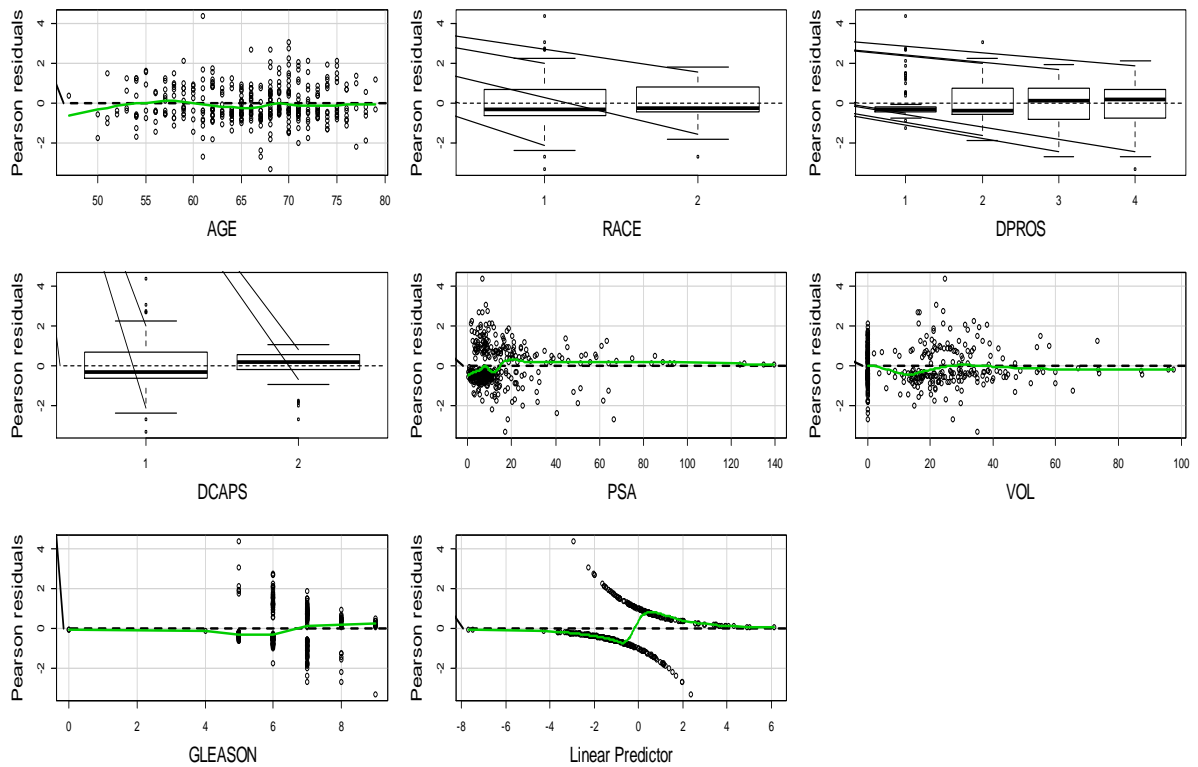 Pearson residuals
4
2
0
-2
50 55 60 65 70 75 80
AGE
Pearson residuals
4
2
0
-2
1 2
RACE
Pearson residuals
4
2
0
-2
1 2 3 4
DPROS
Pearson residuals
4
2
0
-2
1 2
DCAPS
Pearson residuals
4
2
0
-2
0 20 40 60 80 100 120 140
PSA
Pearson residuals
4
2
0
-2
0 20 40 60 80 100
VOL
Pearson residuals
4
2
0
-2
0 2 4 6 8
GLEASON
Pearson residuals
4
2
0
-2
-8 -6 -4 -2 0 2 4 6
Linear Predictor